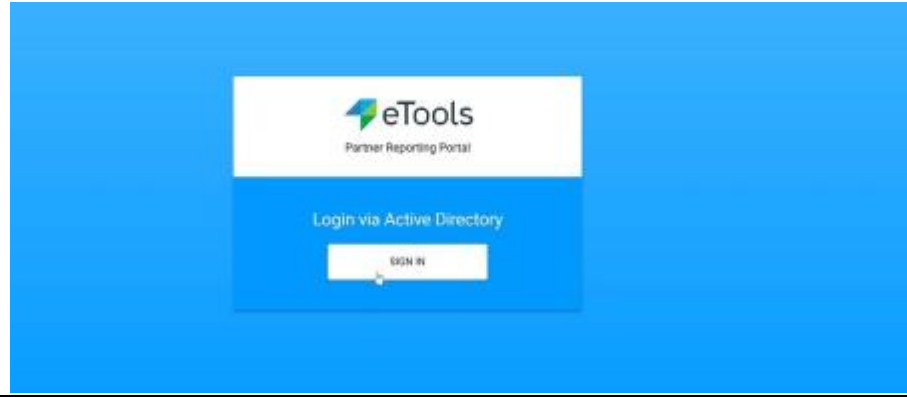 eTools
Partner Reporting Portal
Login via Active Directory
SIGN IN